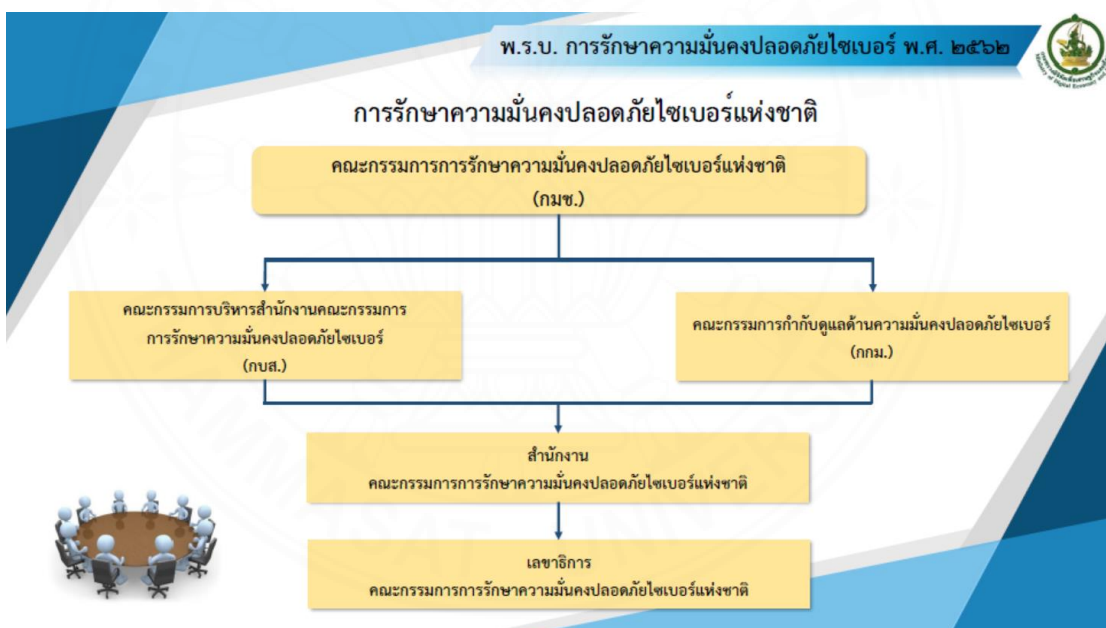 พ.ร.บ. การรักษาความมั่นคงปลอดภัยไซเบอร์ พ.ศ. ๒๕๖๒
การรักษาความมั่นคงปลอดภัยไซเบอร์แห่งชาติ
คณะกรรมการการรักษาความมั่นคงปลอดภัยไซเบอร์แห่งชาติ
(กมช.)
คณะกรรมการบริหารสำนักงานคณะกรรมการ
การรักษาความมั่นคงปลอดภัยไซเบอร์
(กบส.)
คณะกรรมการกำกับดูแลด้านความมั่นคงปลอดภัยไซเบอร์
(กกม.)
สำนักงาน
คณะกรรมการการรักษาความมั่นคงปลอดภัยไซเบอร์แห่งชาติ
เลขาธิการ
คณะกรรมการการรักษาความมั่นคงปลอดภัยไซเบอร์แห่งชาติ